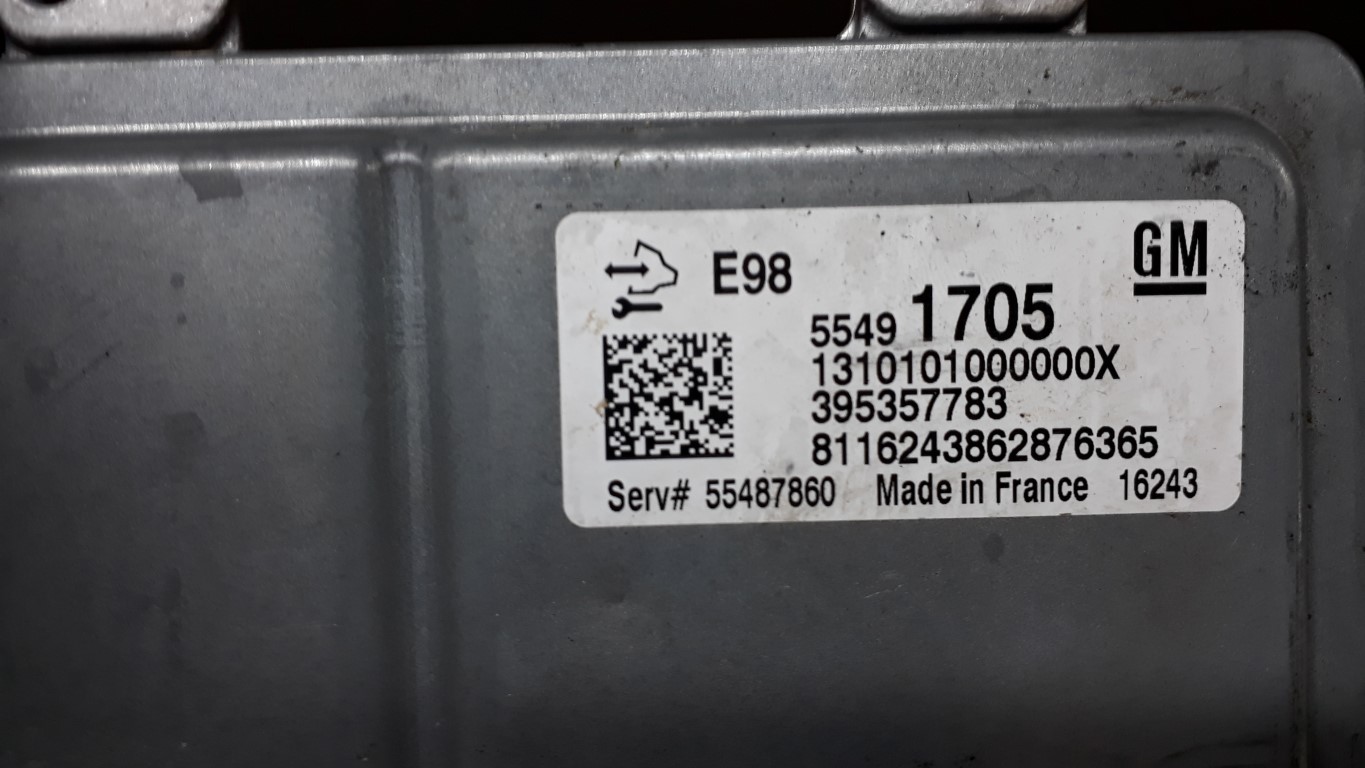 E98
GM
5549 1705
1310101000000X
395357783
8116243862876365
Serv# 55487860 Made in France 16243